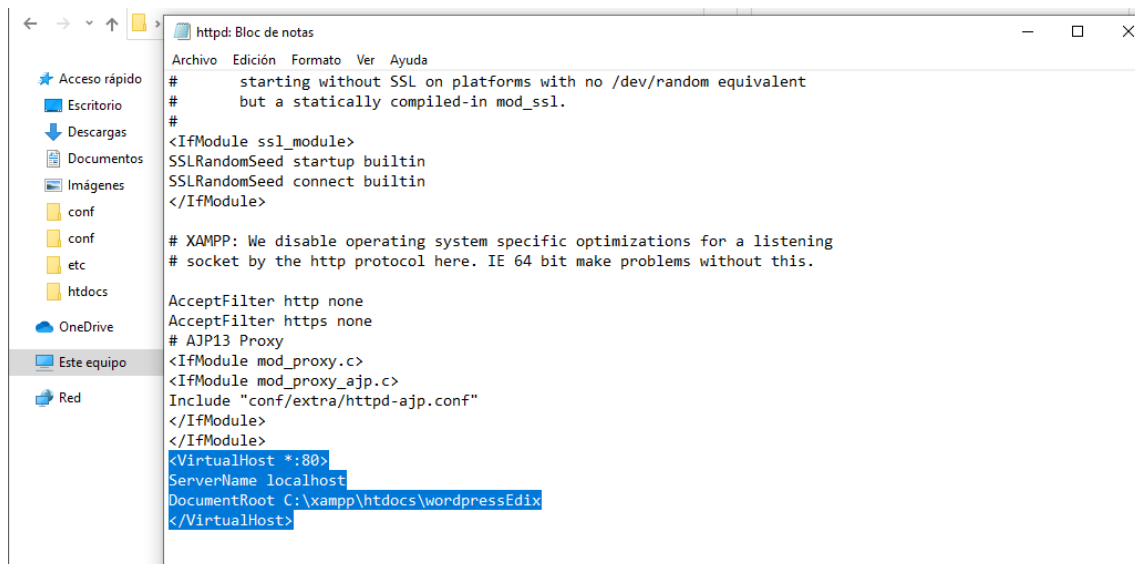 httpd: Bloc de notas
Archivo Edición Formato Ver Ayuda
Acceso rápido
Escritorio
Descargas
Documentos
Imágenes
conf
conf
etc
htdocs
OneDrive
Este equipo
Red
# starting without SSL on platforms with no /dev/random equivalent
# but a statically compiled-in mod_ssl.
#
<IfModule ssl_module>
SSLRandomSeed startup builtin
SSLRandomSeed connect builtin
</IfModule>
# XAMPP: We disable operating system specific optimizations for a listening
# socket by the http protocol here. IE 64 bit make problems without this.
AcceptFilter http none
AcceptFilter https none
# AJP13 Proxy
<IfModule mod_proxy.c>
<IfModule mod_proxy_ajp.c>
Include "conf/extra/httpd-ajp.conf"
</IfModule>
</IfModule>
<VirtualHost *:80>
ServerName localhost
DocumentRoot C:\xampp\htdocs\wordpressEdix
</VirtualHost>